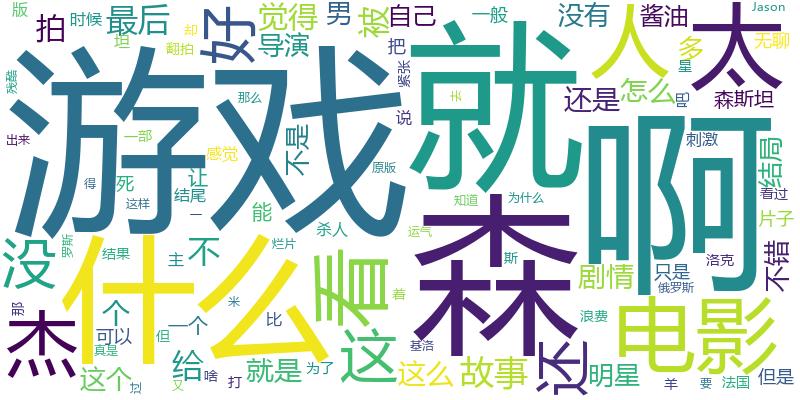 版
时候
最后
拍
坦
翻拍
却
残酷
好
觉得
导演
男
被
自己
把
紧张
说
一般
没有
酱油
多
星
Jason
无聊
人
太
还是
怎么
吧
森斯坦
刺激
结局
看过
片子
不错
游戏
就
啊
那么
不是
原版
去
出来
一部
感觉
得
死
让
这样
结尾
一
能
杀人
知道
为什么
运气
没
罗斯
结果
主
不
烂片
什么
看
着
森
斯
剧情
只是
俄罗斯
洛克
杰
那
个
可以
真是
但
一个
给
米
比
这
基洛
还
浪费
电影
这个
又
啥
打
就是
为了
这么
故事
明星
羊
要
法国
但是